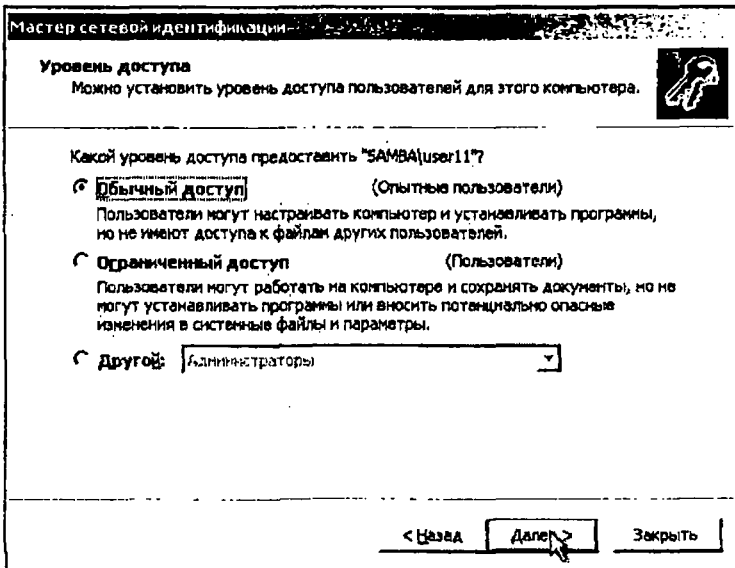 Мастер сетевой идентификации
Уровень доступа
Можно установить уровень доступа пользователей для этого компьютера.
Какой уровень доступа предоставить "SAMBA\user11"?
Обычный доступ (Опытные пользователи)
Пользователи могут настраивать компьютер и устанавливать программы,
но не имеют доступа к файлам других пользователей.
Ограниченный доступ (Пользователи)
Пользователи могут работать на компьютере и сохранять документы, но не
могут устанавливать программы или вносить потенциально опасные
изменения в системные файлы и параметры.
Другой: Администраторы
< Назад Далее > Закрыть